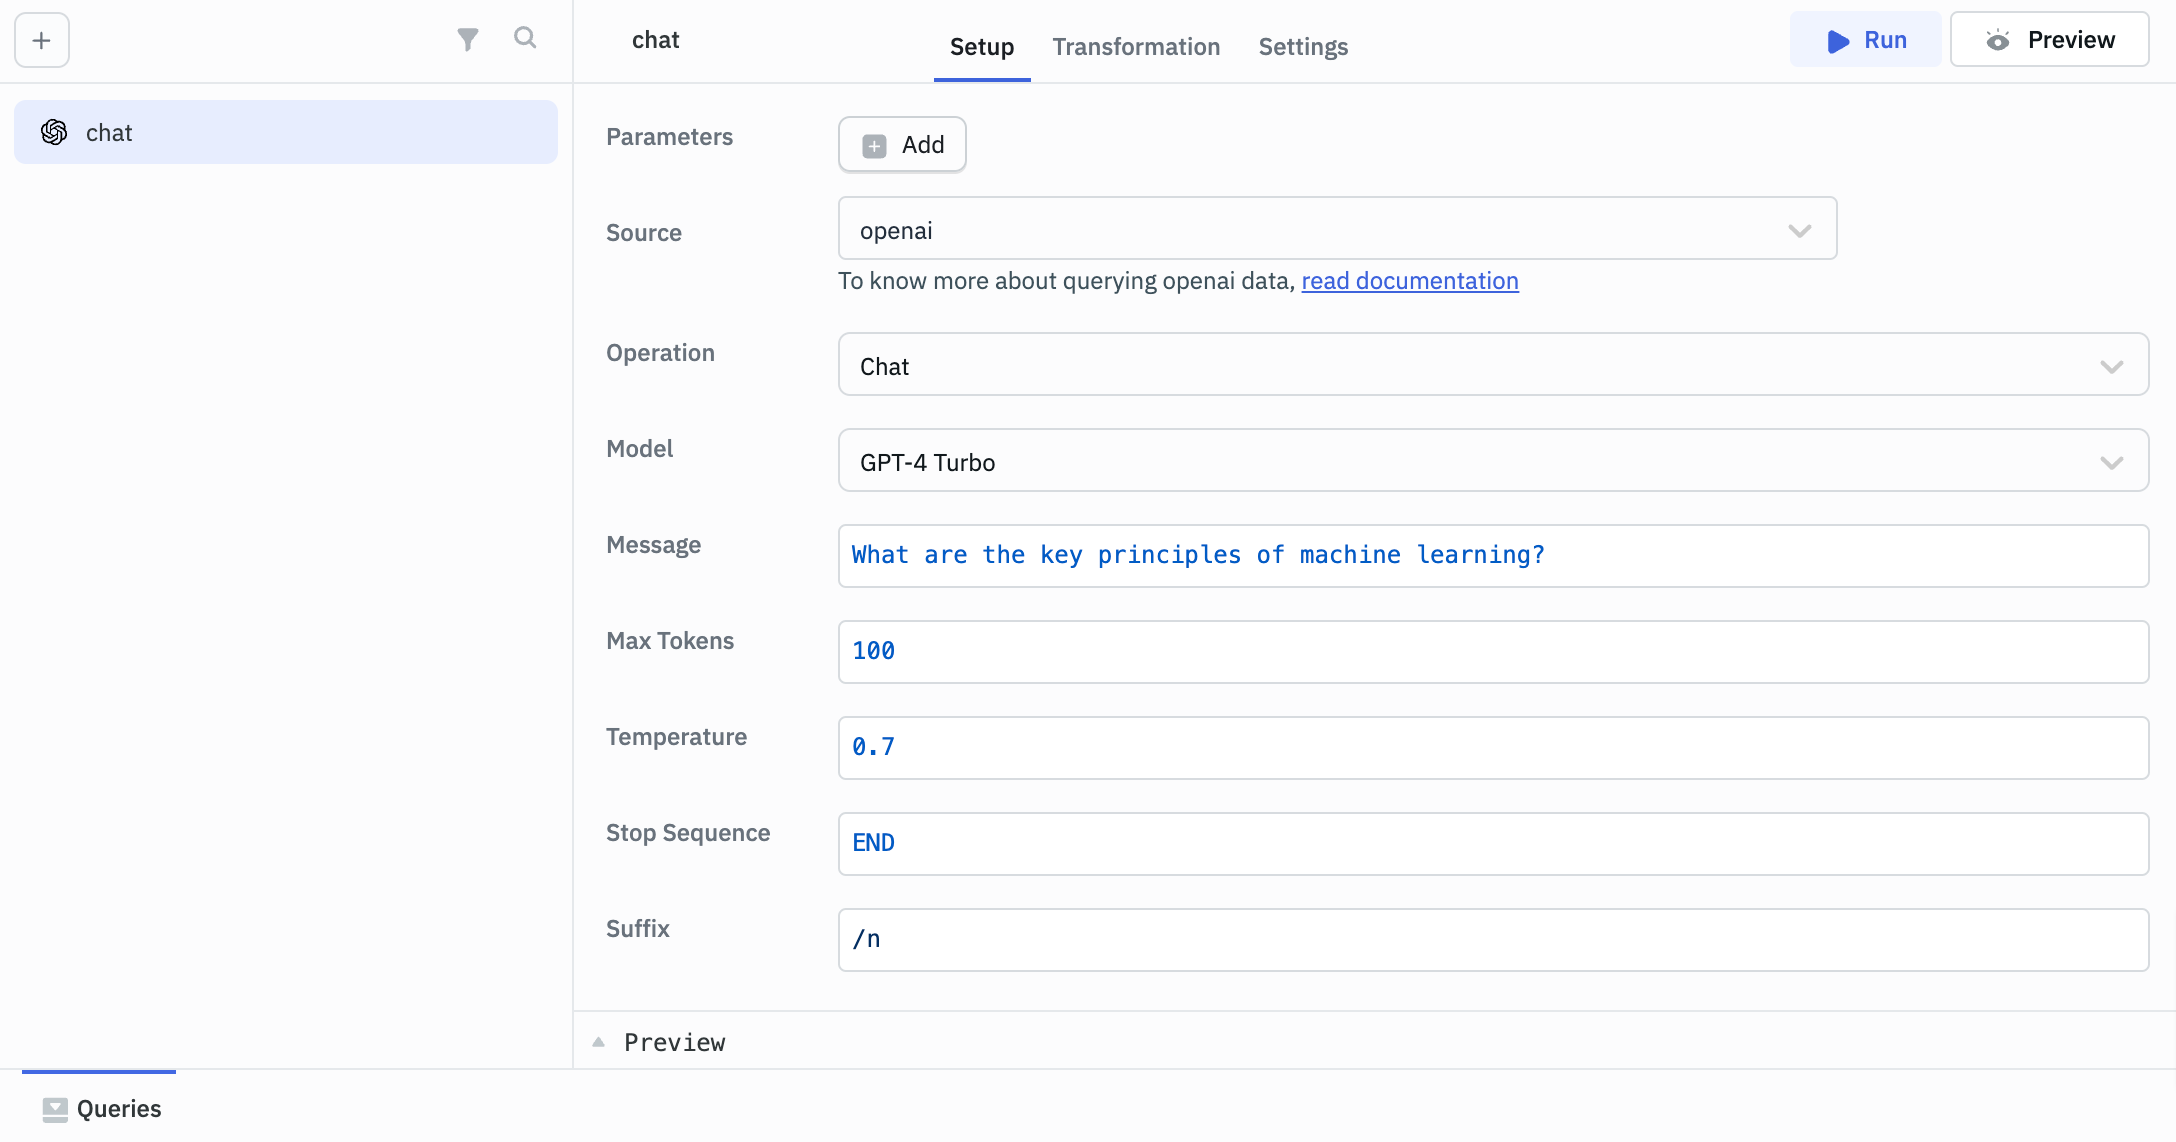 chat
Setup
Transformation
Settings
Run
Preview
chat
Parameters
Add
Source
openai
To know more about querying openai data, read documentation
Operation
Chat
Model
GPT-4 Turbo
Message
What are the key principles of machine learning?
Max Tokens
100
Temperature
0.7
Stop Sequence
END
Suffix
/n
Preview
Queries